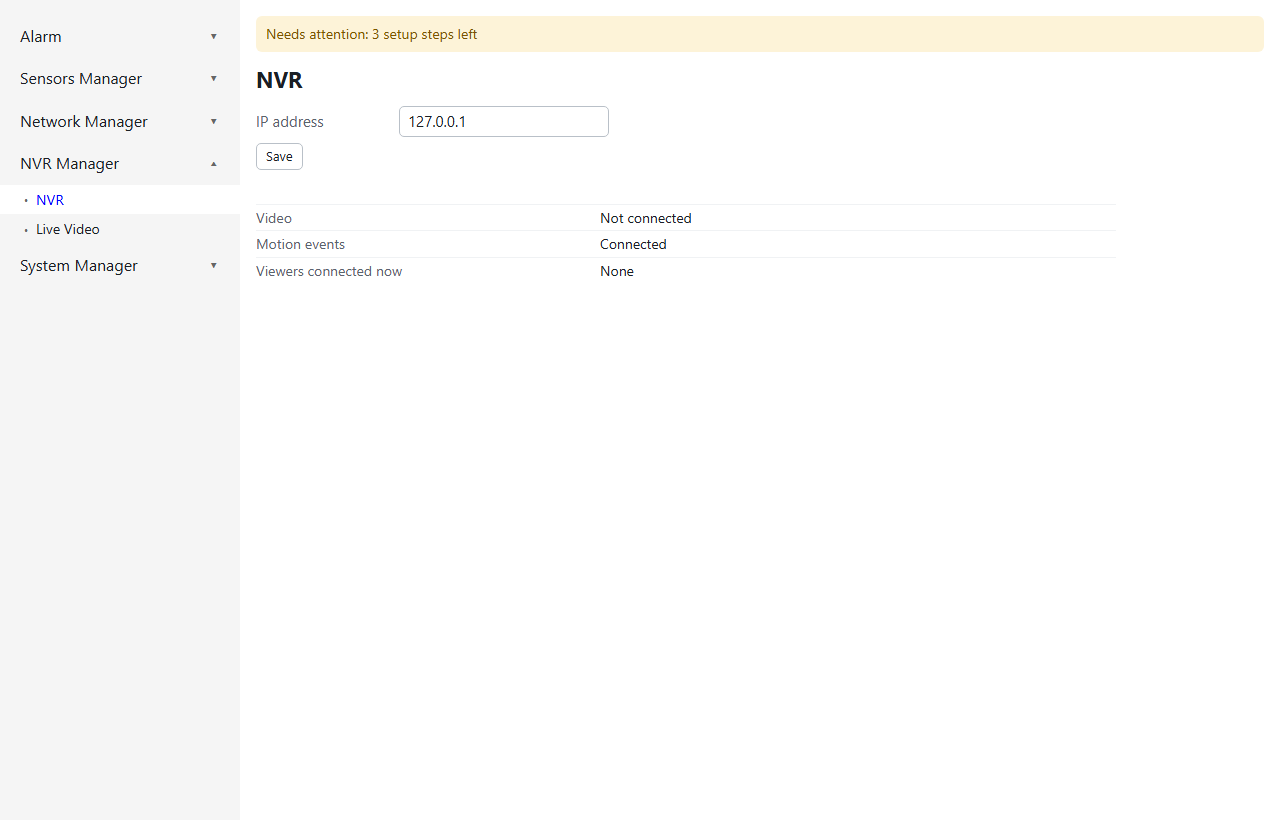 Alarm
Sensors Manager
Network Manager
NVR Manager
NVR
Live Video
System Manager
Needs attention: 3 setup steps left
NVR
IP address 127.0.0.1
Save
Video Not connected
Motion events Connected
Viewers connected now None